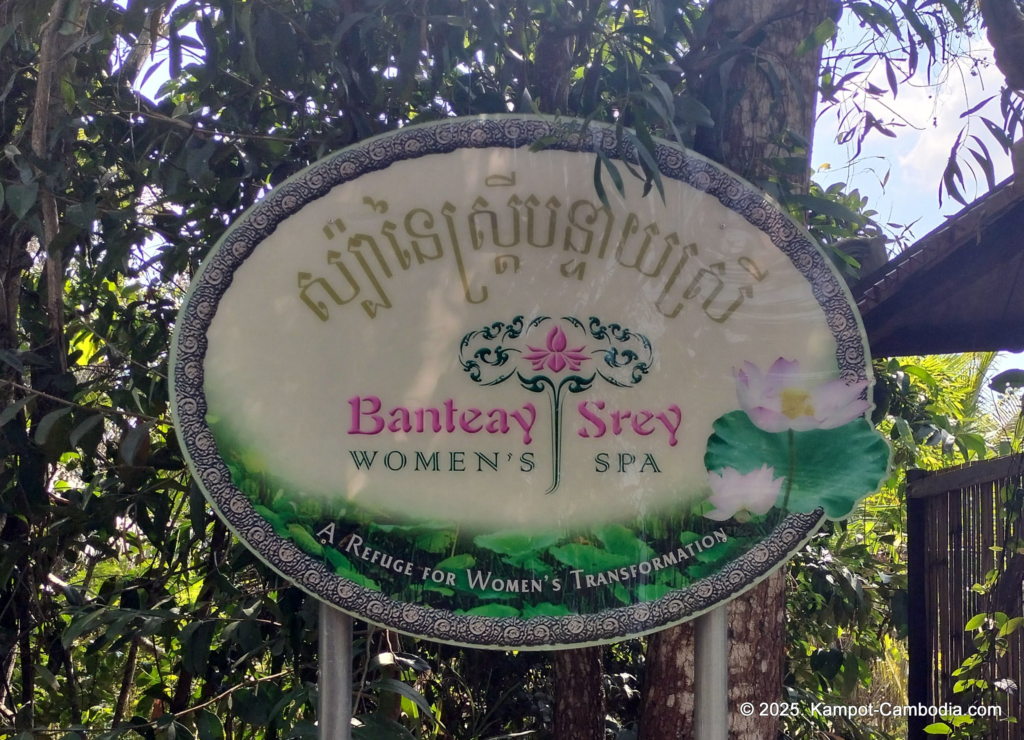 ស្ប៉ានៃស្ត្រីបន្ទាយស្រី
Banteay Srey
WOMEN'S SPA
A REFUGE FOR WOMEN'S TRANSFORMATION
© 2025 Kampot-Cambodia.com